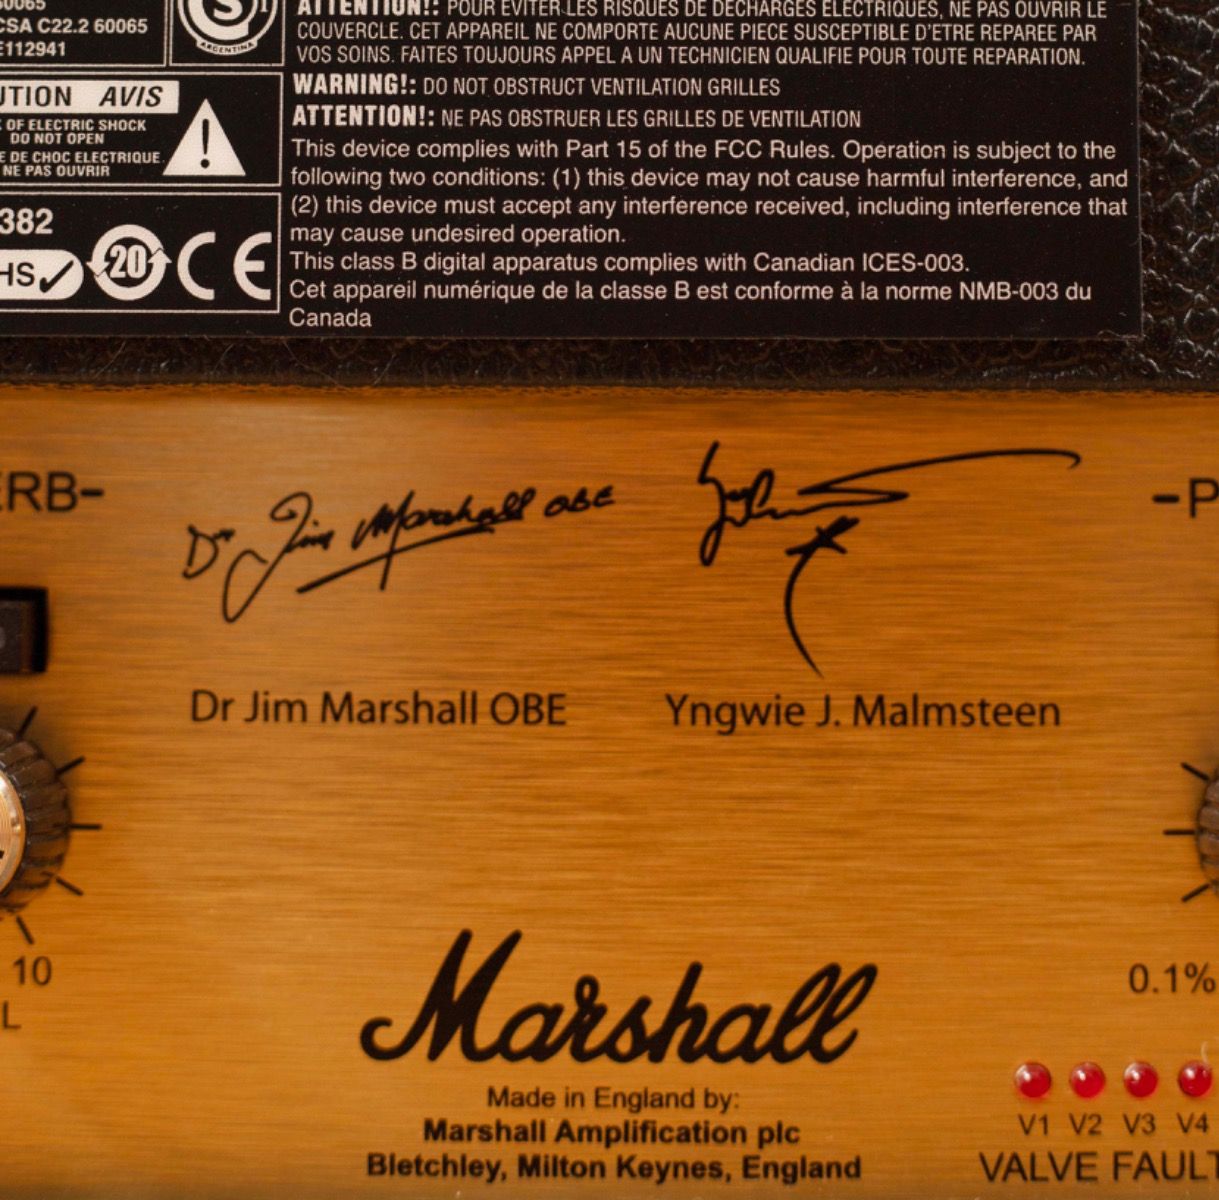 60065
CSA C22.2 60065
E112941
S
ARGENTINA
ATTENTION!: POUR EVITER LES RISQUES DE DECHARGES ELECTRIQUES, NE PAS OUVRIR LE
COUVERCLE. CET APPAREIL NE COMPORTE AUCUNE PIECE SUSCEPTIBLE D'ETRE REPAREE PAR
VOS SOINS. FAITES TOUJOURS APPEL A UN TECHNICIEN QUALIFIE POUR TOUTE REPARATION.
WARNING!: DO NOT OBSTRUCT VENTILATION GRILLES
ATTENTION!: NE PAS OBSTRUER LES GRILLES DE VENTILATION
UTION AVIS
OF ELECTRIC SHOCK
DO NOT OPEN
E DE CHOC ELECTRIQUE
NE PAS OUVRIR
!
This device complies with Part 15 of the FCC Rules. Operation is subject to the
following two conditions: (1) this device may not cause harmful interference, and
(2) this device must accept any interference received, including interference that
may cause undesired operation.
This class B digital apparatus complies with Canadian ICES-003.
Cet appareil numérique de la classe B est conforme à la norme NMB-003 du
Canada
382
HS✓ 20 CE
ERB-
Dr Jim Marshall OBE
-P
Dr Jim Marshall OBE
Yngwie J. Malmsteen
10
L
0.1%
Marshall
Made in England by:
Marshall Amplification plc
Bletchley, Milton Keynes, England
V1 V2 V3 V4
VALVE FAULT